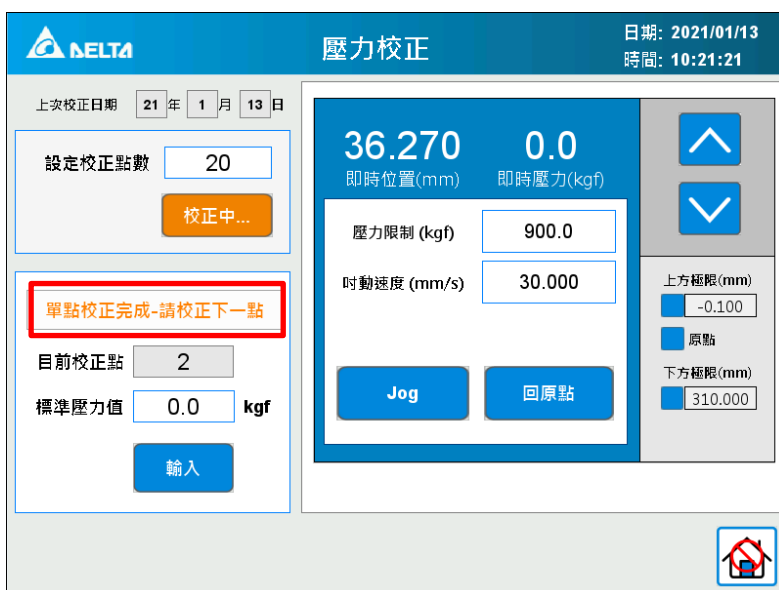 DELTA
壓力校正
日期: 2021/01/13
時間: 10:21:21
上次校正日期 21 年 1 月 13 日
設定校正點數 20
校正中...
單點校正完成-請校正下一點
目前校正點 2
標準壓力值 0.0 kgf
輸入
36.270 0.0
即時位置(mm) 即時壓力(kgf)
壓力限制 (kgf) 900.0
吋動速度 (mm/s) 30.000
Jog 回原點
上方極限(mm)
-0.100
原點
下方極限(mm)
310.000